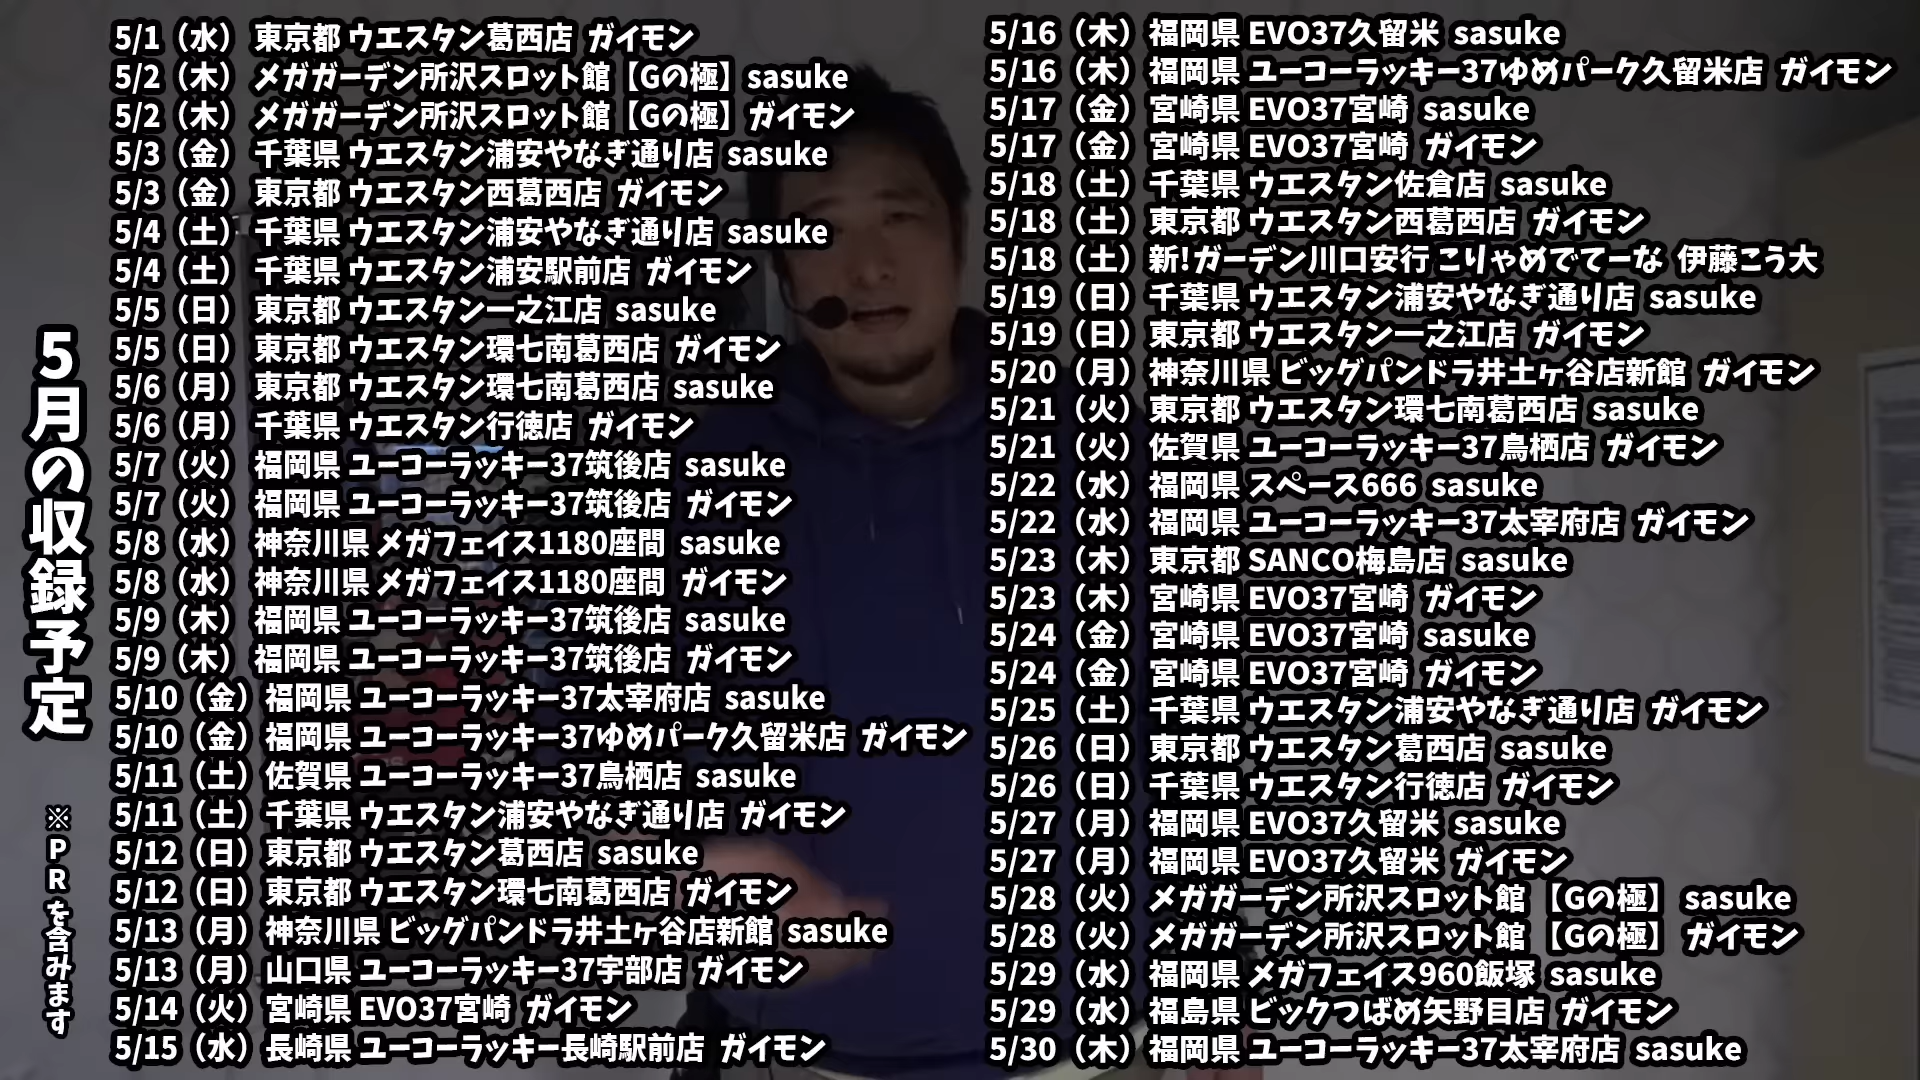 5月の収録予定
※PRを含みます
5/1（水） 東京都 ウエスタン葛西店 ガイモン
5/2（木） メガガーデン所沢スロット館【Gの極】sasuke
5/2（木） メガガーデン所沢スロット館【Gの極】ガイモン
5/3（金） 千葉県 ウエスタン浦安やなぎ通り店 sasuke
5/3（金） 東京都 ウエスタン西葛西店 ガイモン
5/4（土） 千葉県 ウエスタン浦安やなぎ通り店 sasuke
5/4（土） 千葉県 ウエスタン浦安駅前店 ガイモン
5/5（日） 東京都 ウエスタン一之江店 sasuke
5/5（日） 東京都 ウエスタン環七南葛西店 ガイモン
5/6（月） 東京都 ウエスタン環七南葛西店 sasuke
5/6（月） 千葉県 ウエスタン行徳店 ガイモン
5/7（火） 福岡県 ユーコーラッキー37筑後店 sasuke
5/7（火） 福岡県 ユーコーラッキー37筑後店 ガイモン
5/8（水） 神奈川県 メガフェイス1180座間 sasuke
5/8（水） 神奈川県 メガフェイス1180座間 ガイモン
5/9（木） 福岡県 ユーコーラッキー37筑後店 sasuke
5/9（木） 福岡県 ユーコーラッキー37筑後店 ガイモン
5/10（金）福岡県 ユーコーラッキー37太宰府店 sasuke
5/10（金）福岡県 ユーコーラッキー37ゆめパーク久留米店 ガイモン
5/11（土）佐賀県 ユーコーラッキー37鳥栖店 sasuke
5/11（土）千葉県 ウエスタン浦安やなぎ通り店 ガイモン
5/12（日）東京都 ウエスタン葛西店 sasuke
5/12（日）東京都 ウエスタン環七南葛西店 ガイモン
5/13（月）神奈川県 ビッグパンドラ井土ヶ谷店新館 sasuke
5/13（月）山口県 ユーコーラッキー37宇部店 ガイモン
5/14（火）宮崎県 EVO37宮崎 ガイモン
5/15（水）長崎県 ユーコーラッキー長崎駅前店 ガイモン
5/16（木）福岡県 EVO37久留米 sasuke
5/16（木）福岡県 ユーコーラッキー37ゆめパーク久留米店 ガイモン
5/17（金）宮崎県 EVO37宮崎 sasuke
5/17（金）宮崎県 EVO37宮崎 ガイモン
5/18（土）千葉県 ウエスタン佐倉店 sasuke
5/18（土）東京都 ウエスタン西葛西店 ガイモン
5/18（土）新!ガーデン川口安行 こりゃめでてーな 伊藤こう大
5/19（日）千葉県 ウエスタン浦安やなぎ通り店 sasuke
5/19（日）東京都 ウエスタン一之江店 ガイモン
5/20（月）神奈川県 ビッグパンドラ井土ヶ谷店新館 ガイモン
5/21（火）東京都 ウエスタン環七南葛西店 sasuke
5/21（火）佐賀県 ユーコーラッキー37鳥栖店 ガイモン
5/22（水）福岡県 スペース666 sasuke
5/22（水）福岡県 ユーコーラッキー37太宰府店 ガイモン
5/23（木）東京都 SANCO梅島店 sasuke
5/23（木）宮崎県 EVO37宮崎 ガイモン
5/24（金）宮崎県 EVO37宮崎 sasuke
5/24（金）宮崎県 EVO37宮崎 ガイモン
5/25（土）千葉県 ウエスタン浦安やなぎ通り店 ガイモン
5/26（日）東京都 ウエスタン葛西店 sasuke
5/26（日）千葉県 ウエスタン行徳店 ガイモン
5/27（月）福岡県 EVO37久留米 sasuke
5/27（月）福岡県 EVO37久留米 ガイモン
5/28（火）メガガーデン所沢スロット館 【Gの極】 sasuke
5/28（火）メガガーデン所沢スロット館 【Gの極】 ガイモン
5/29（水）福岡県 メガフェイス960飯塚 sasuke
5/29（水）福島県 ビックつばめ矢野目店 ガイモン
5/30（木）福岡県 ユーコーラッキー37太宰府店 sasuke